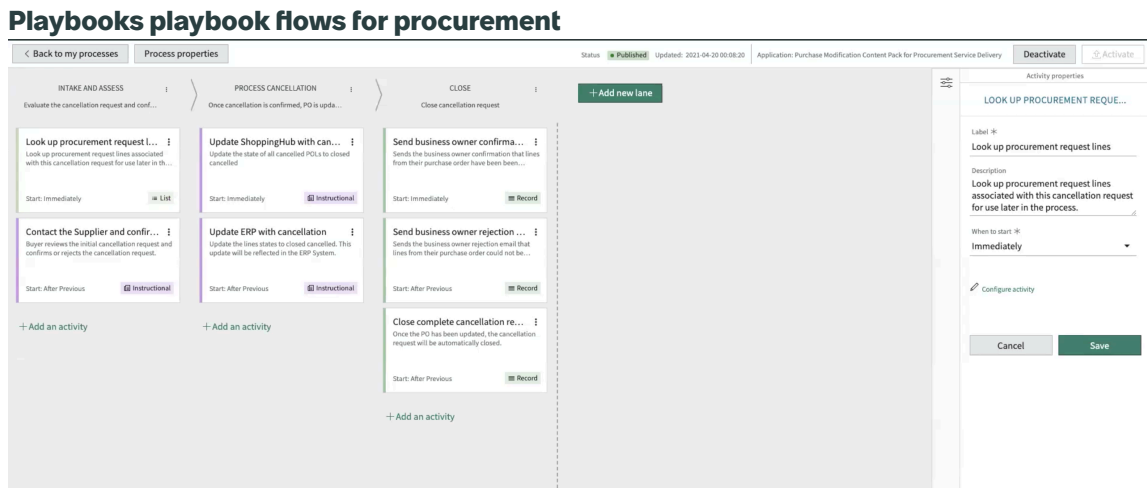 Playbooks playbook flows for procurement
< Back to my processes
Process properties
Status Published Updated: 2021-04-20 00:08:20 Application: Purchase Modification Content Pack for Procurement Service Delivery
Deactivate
Activate
INTAKE AND ASSESS
Evaluate the cancellation request and conf...
Look up procurement request l...
Look up procurement request lines associated
with this cancellation request for use later in th...
Start: Immediately
List
Contact the Supplier and confir...
Buyer reviews the initial cancellation request and
confirms or rejects the cancellation request.
Start: After Previous
Instructional
+ Add an activity
PROCESS CANCELLATION
Once cancellation is confirmed, PO is upda...
Update ShoppingHub with can...
Update the state of all cancelled POLs to closed
cancelled
Start: Immediately
Instructional
Update ERP with cancellation
Update the lines states to closed cancelled. This
update will be reflected in the ERP System.
Start: After Previous
Instructional
+ Add an activity
CLOSE
Close cancellation request
Send business owner confirma...
Sends the business owner confirmation that lines
from their purchase order have been been...
Start: Immediately
Record
Send business owner rejection ...
Sends the business owner rejection email that
lines from their purchase order could not be...
Start: After Previous
Record
Close complete cancellation re...
Once the PO has been updated, the cancellation
request will be automatically closed.
Start: After Previous
Record
+ Add an activity
+ Add new lane
Activity properties
LOOK UP PROCUREMENT REQUE...
Label *
Look up procurement request lines
Description
Look up procurement request lines
associated with this cancellation request
for use later in the process.
When to start *
Immediately
Configure activity
Cancel
Save